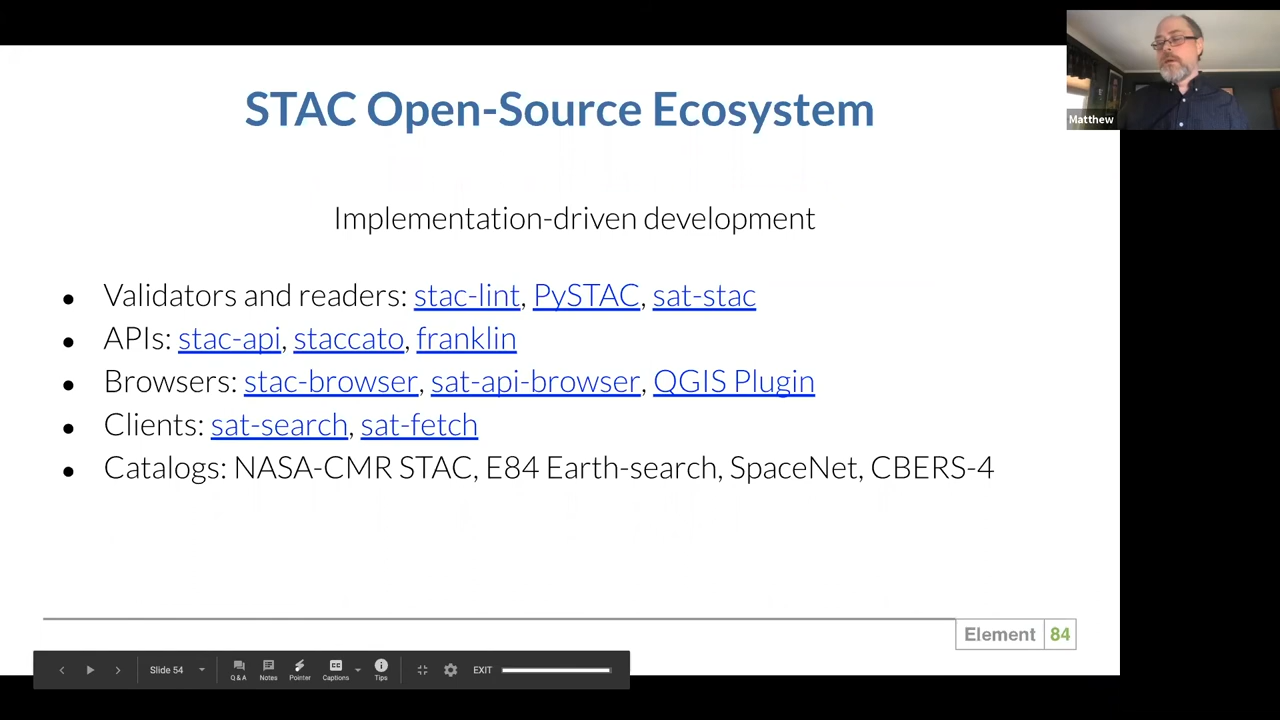 STAC Open-Source Ecosystem
Matthew
Implementation-driven development
● Validators and readers: stac-lint, PySTAC, sat-stac
● APIs: stac-api, staccato, franklin
● Browsers: stac-browser, sat-api-browser, QGIS Plugin
● Clients: sat-search, sat-fetch
● Catalogs: NASA-CMR STAC, E84 Earth-search, SpaceNet, CBERS-4
Element 84
Slide 54 Q & A Notes Pointer Captions Tips EXIT